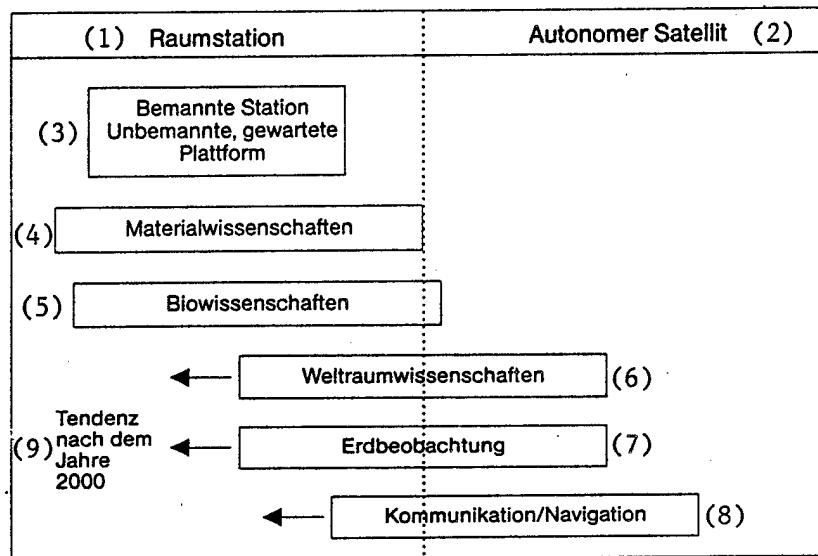 (1) Raumstation
Autonomer Satellit (2)
(3)
Bemannte Station
Unbemannte, gewartete
Plattform
(4) Materialwissenschaften
(5) Biowissenschaften
Weltraumwissenschaften (6)
(9)
Tendenz
nach dem
Jahre
2000
Erdbeobachtung (7)
Kommunikation/Navigation (8)